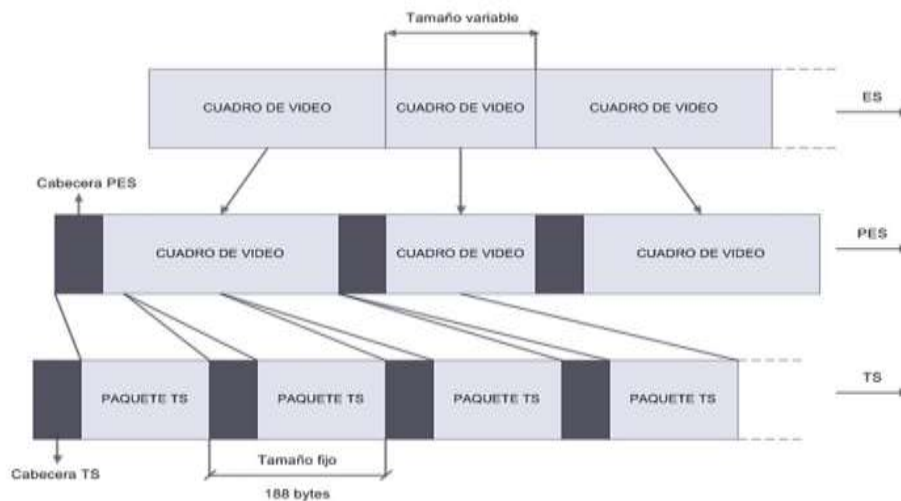 Tamaño variable
CUADRO DE VIDEO CUADRO DE VIDEO CUADRO DE VIDEO
ES
Cabecera PES
CUADRO DE VIDEO CUADRO DE VIDEO CUADRO DE VIDEO
PES
PAQUETE TS PAQUETE TS PAQUETE TS PAQUETE TS
TS
Cabecera TS
Tamaño fijo
188 bytes